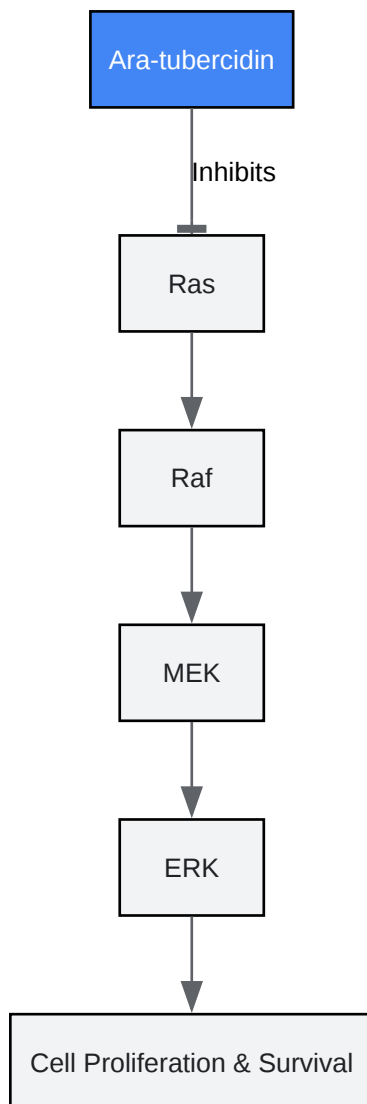 Ara-tubercidin
Inhibits
Ras
Raf
MEK
ERK
Cell Proliferation & Survival